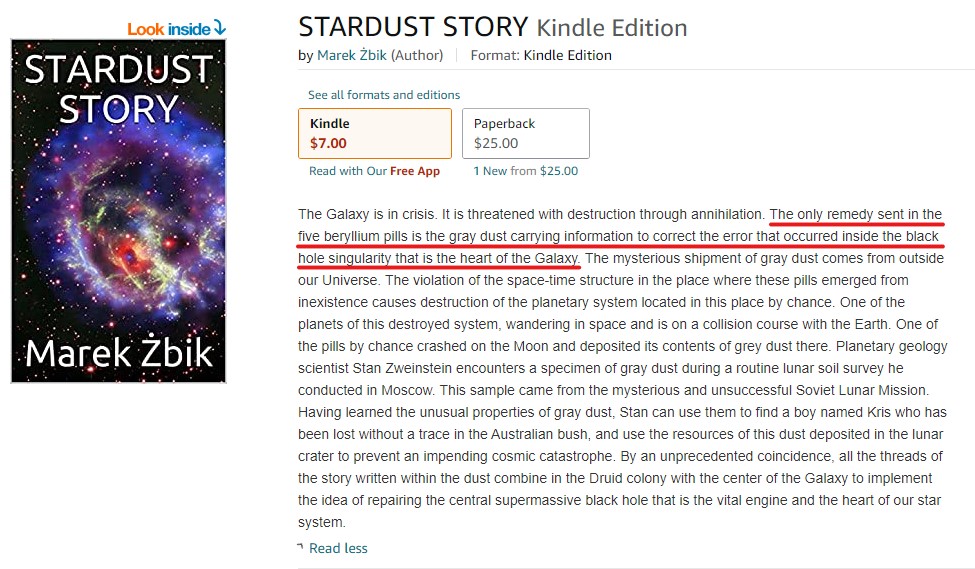 Look inside
STARDUST
STORY
Marek Żbik
STARDUST STORY Kindle Edition
by Marek Żbik (Author) Format: Kindle Edition
See all formats and editions
Kindle
$7.00
Paperback
$25.00
Read with Our Free App
1 New from $25.00
The Galaxy is in crisis. It is threatened with destruction through annihilation. The only remedy sent in the
five beryllium pills is the gray dust carrying information to correct the error that occurred inside the black
hole singularity that is the heart of the Galaxy. The mysterious shipment of gray dust comes from outside
our Universe. The violation of the space-time structure in the place where these pills emerged from
inexistence causes destruction of the planetary system located in this place by chance. One of the
planets of this destroyed system, wandering in space and is on a collision course with the Earth. One of
the pills by chance crashed on the Moon and deposited its contents of grey dust there. Planetary geology
scientist Stan Zweinstein encounters a specimen of gray dust during a routine lunar soil survey he
conducted in Moscow. This sample came from the mysterious and unsuccessful Soviet Lunar Mission.
Having learned the unusual properties of gray dust, Stan can use them to find a boy named Kris who has
been lost without a trace in the Australian bush, and use the resources of this dust deposited in the lunar
crater to prevent an impending cosmic catastrophe. By an unprecedented coincidence, all the threads of
the story written within the dust combine in the Druid colony with the center of the Galaxy to implement
the idea of repairing the central supermassive black hole that is the vital engine and the heart of our star
system.
Read less